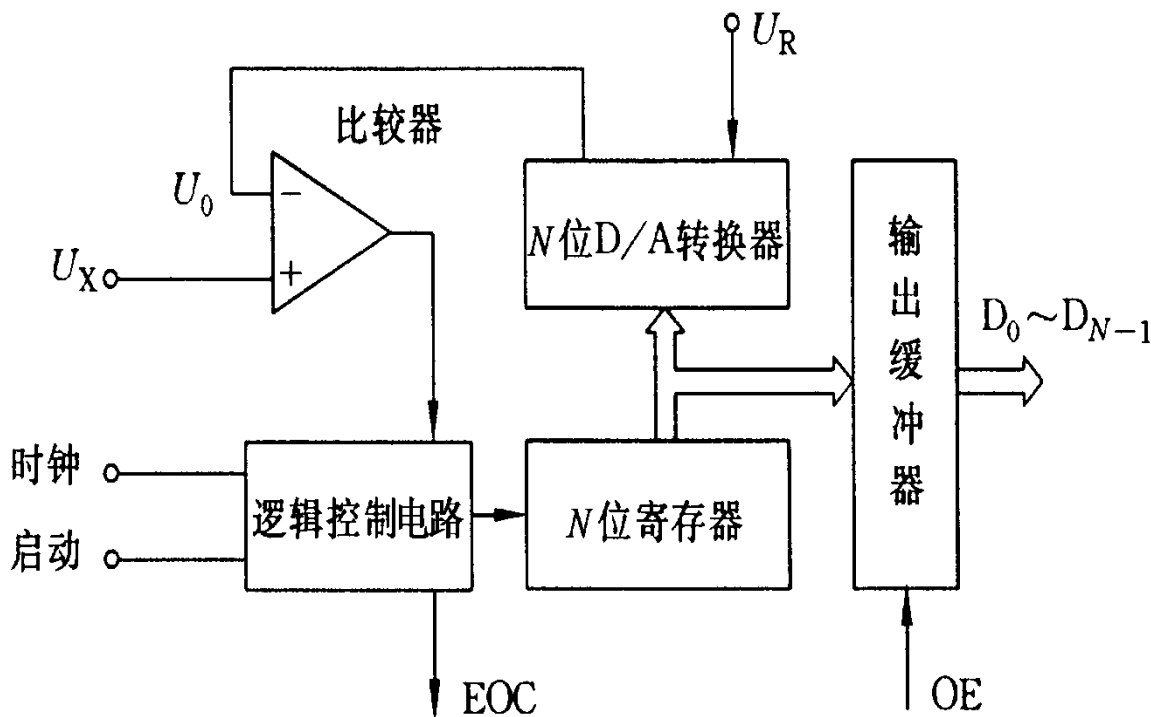 U_R
比较器
U_0
−
U_X
+
N位D/A转换器
输出缓冲器
D_0～D_{N−1}
时钟
启动
逻辑控制电路
N位寄存器
EOC
OE